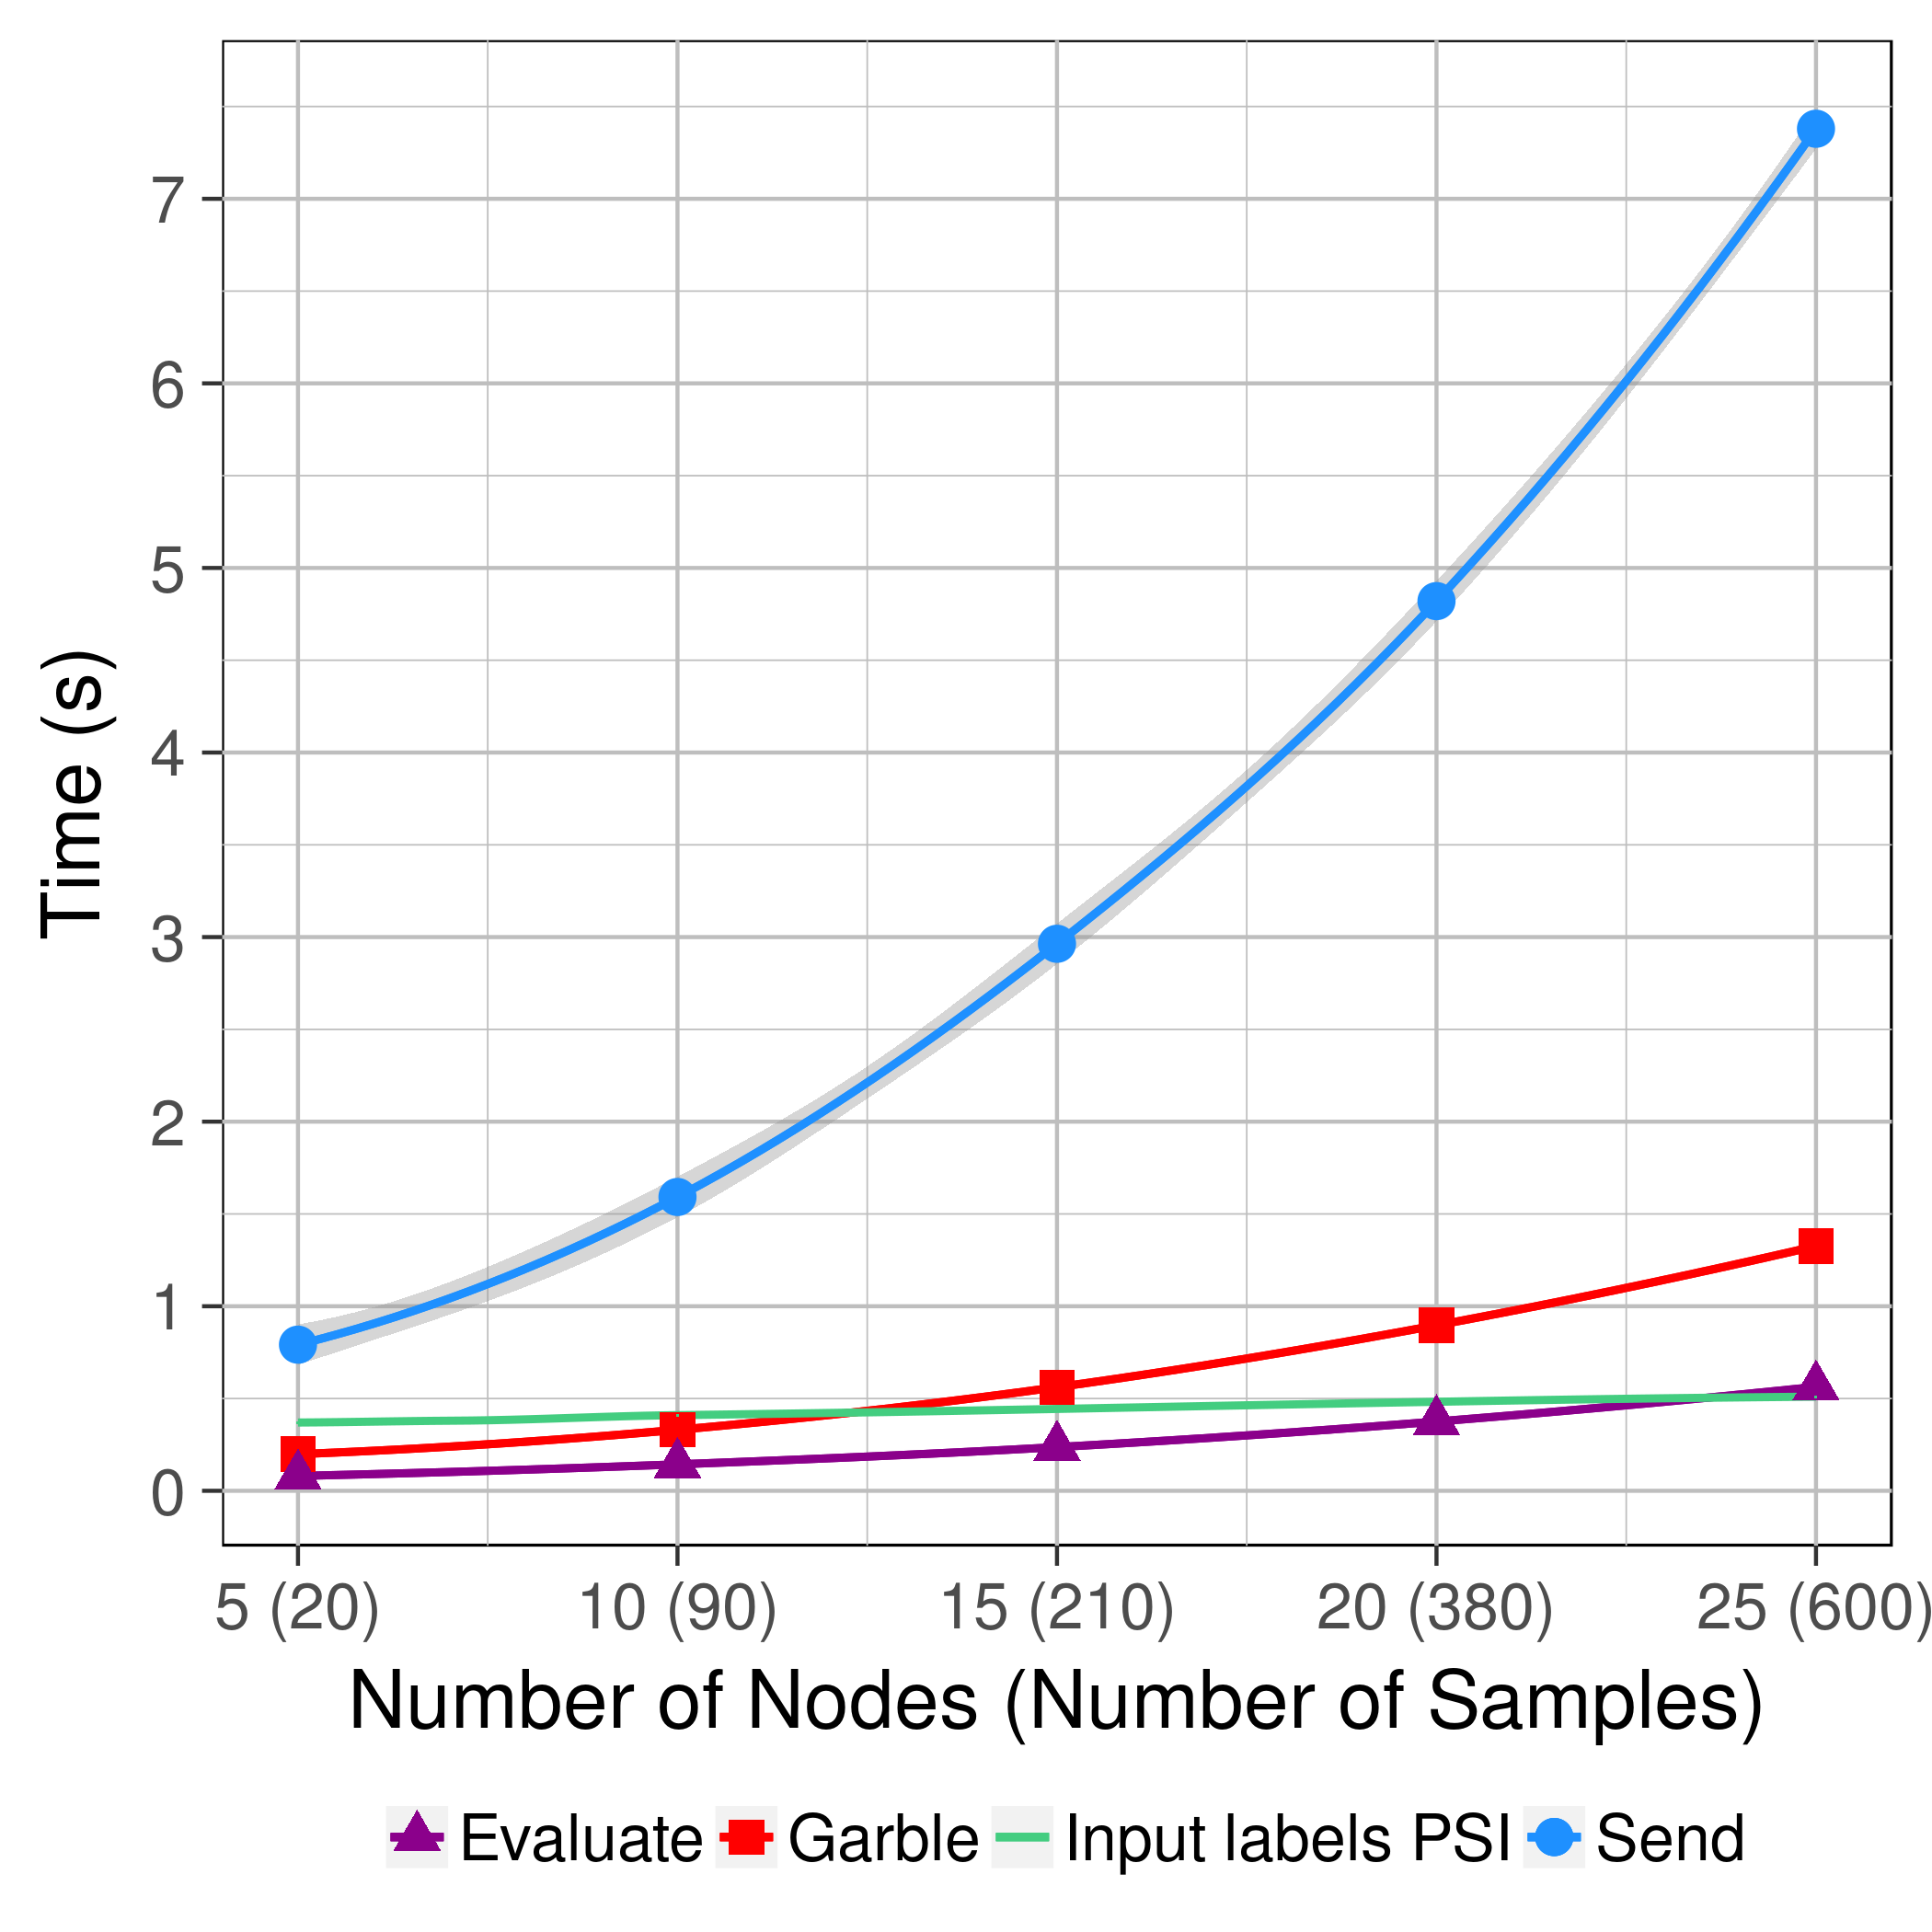 Time (s)
7
6
5
4
3
2
1
0
5 (20) 10 (90) 15 (210) 20 (380) 25 (600)
Number of Nodes (Number of Samples)
Evaluate Garble Input labels PSI Send